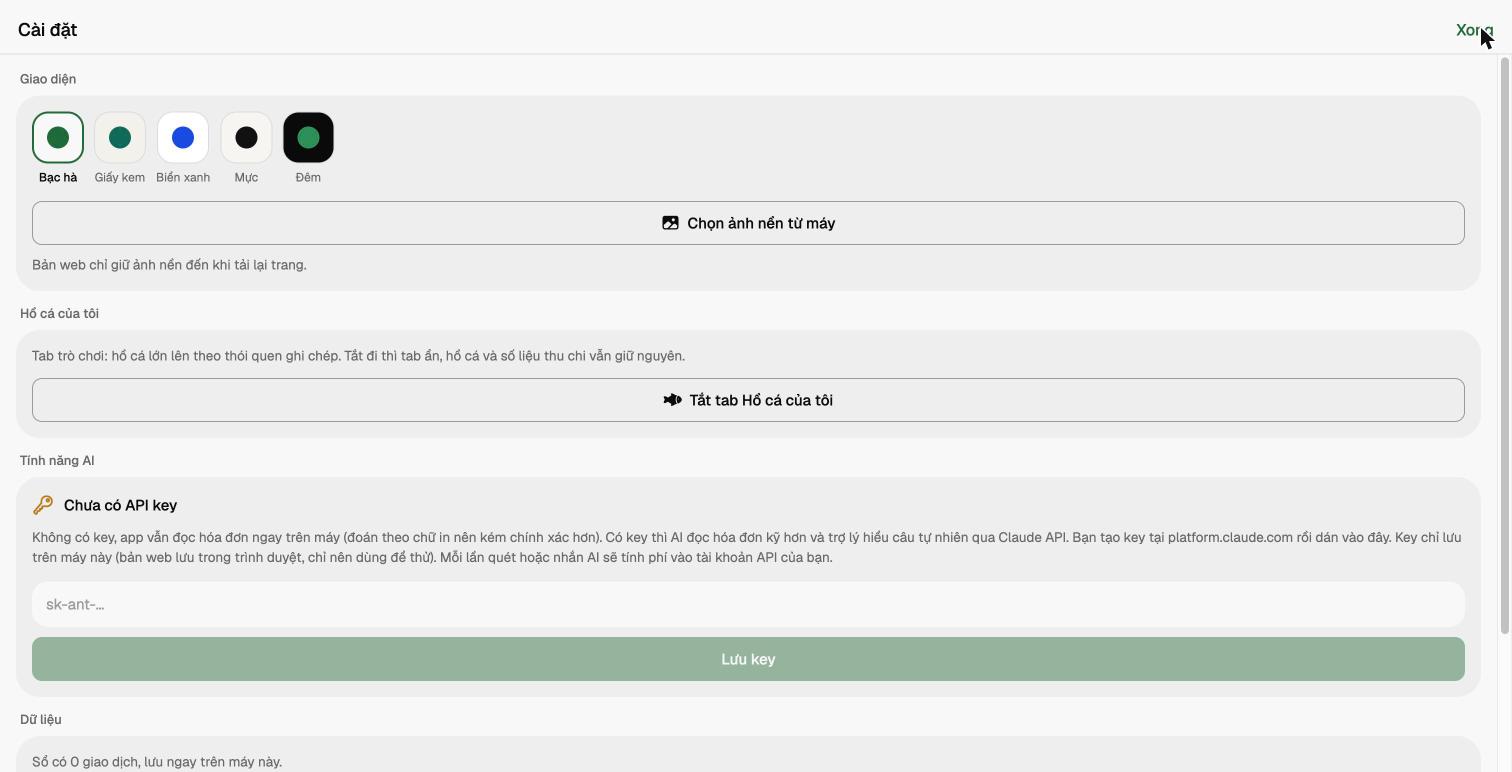 Cài đặt
Xong
Giao diện
Bạc hà
Giấy kem
Biển xanh
Mực
Đêm
Chọn ảnh nền từ máy
Bản web chỉ giữ ảnh nền đến khi tải lại trang.
Hồ cá của tôi
Tab trò chơi: hồ cá lớn lên theo thói quen ghi chép. Tắt đi thì tab ẩn, hồ cá và số liệu thu chi vẫn giữ nguyên.
Tắt tab Hồ cá của tôi
Tính năng AI
Chưa có API key
Không có key, app vẫn đọc hóa đơn ngay trên máy (đoán theo chữ in nên kém chính xác hơn). Có key thì AI đọc hóa đơn kỹ hơn và trợ lý hiểu câu tự nhiên qua Claude API. Bạn tạo key tại platform.claude.com rồi dán vào đây. Key chỉ lưu
trên máy này (bản web lưu trong trình duyệt, chỉ nên dùng để thử). Mỗi lần quét hoặc nhắn AI sẽ tính phí vào tài khoản API của bạn.
sk-ant-...
Lưu key
Dữ liệu
Sổ có 0 giao dịch, lưu ngay trên máy này.